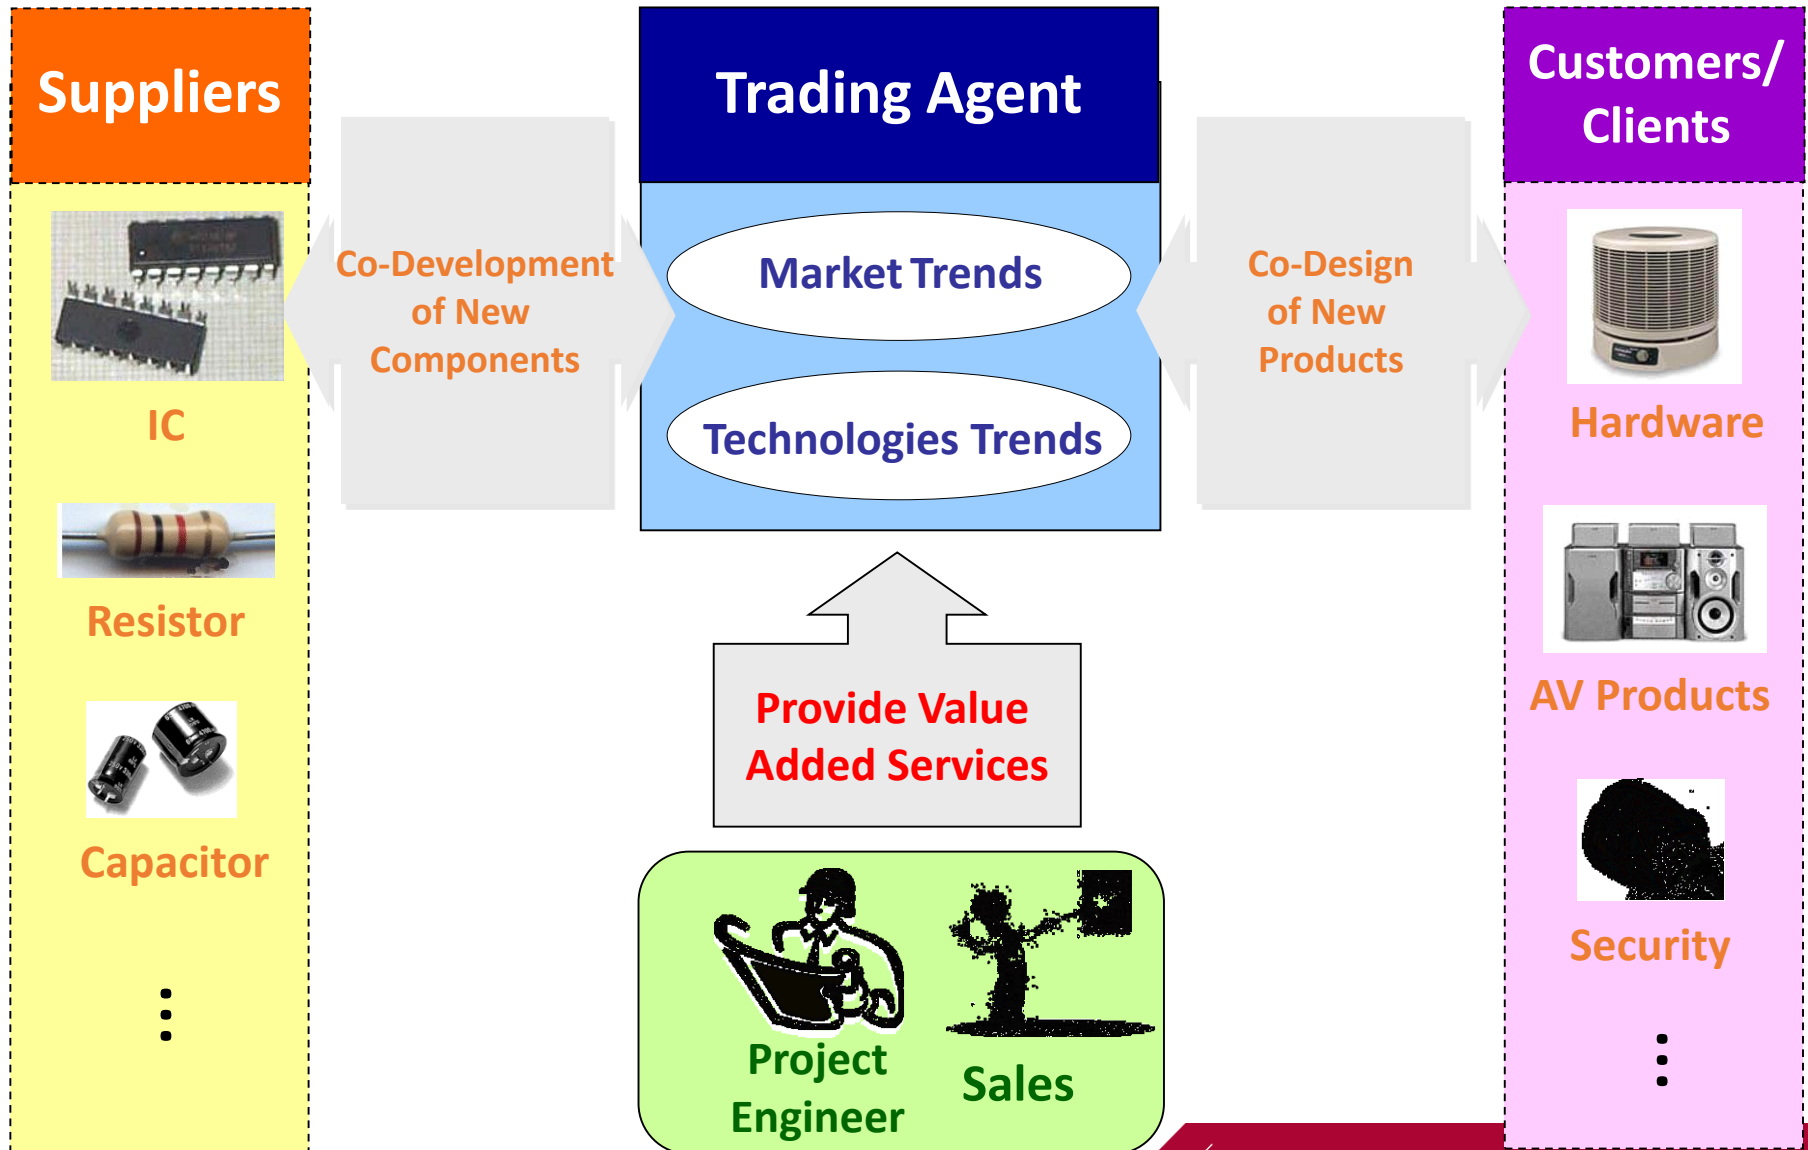 Suppliers
IC
Resistor
Capacitor
Co-Development
of New
Components
Trading Agent
Market Trends
Technologies Trends
Provide Value
Added Services
Project
Engineer
Sales
Co-Design
of New
Products
Customers/
Clients
Hardware
AV Products
Security